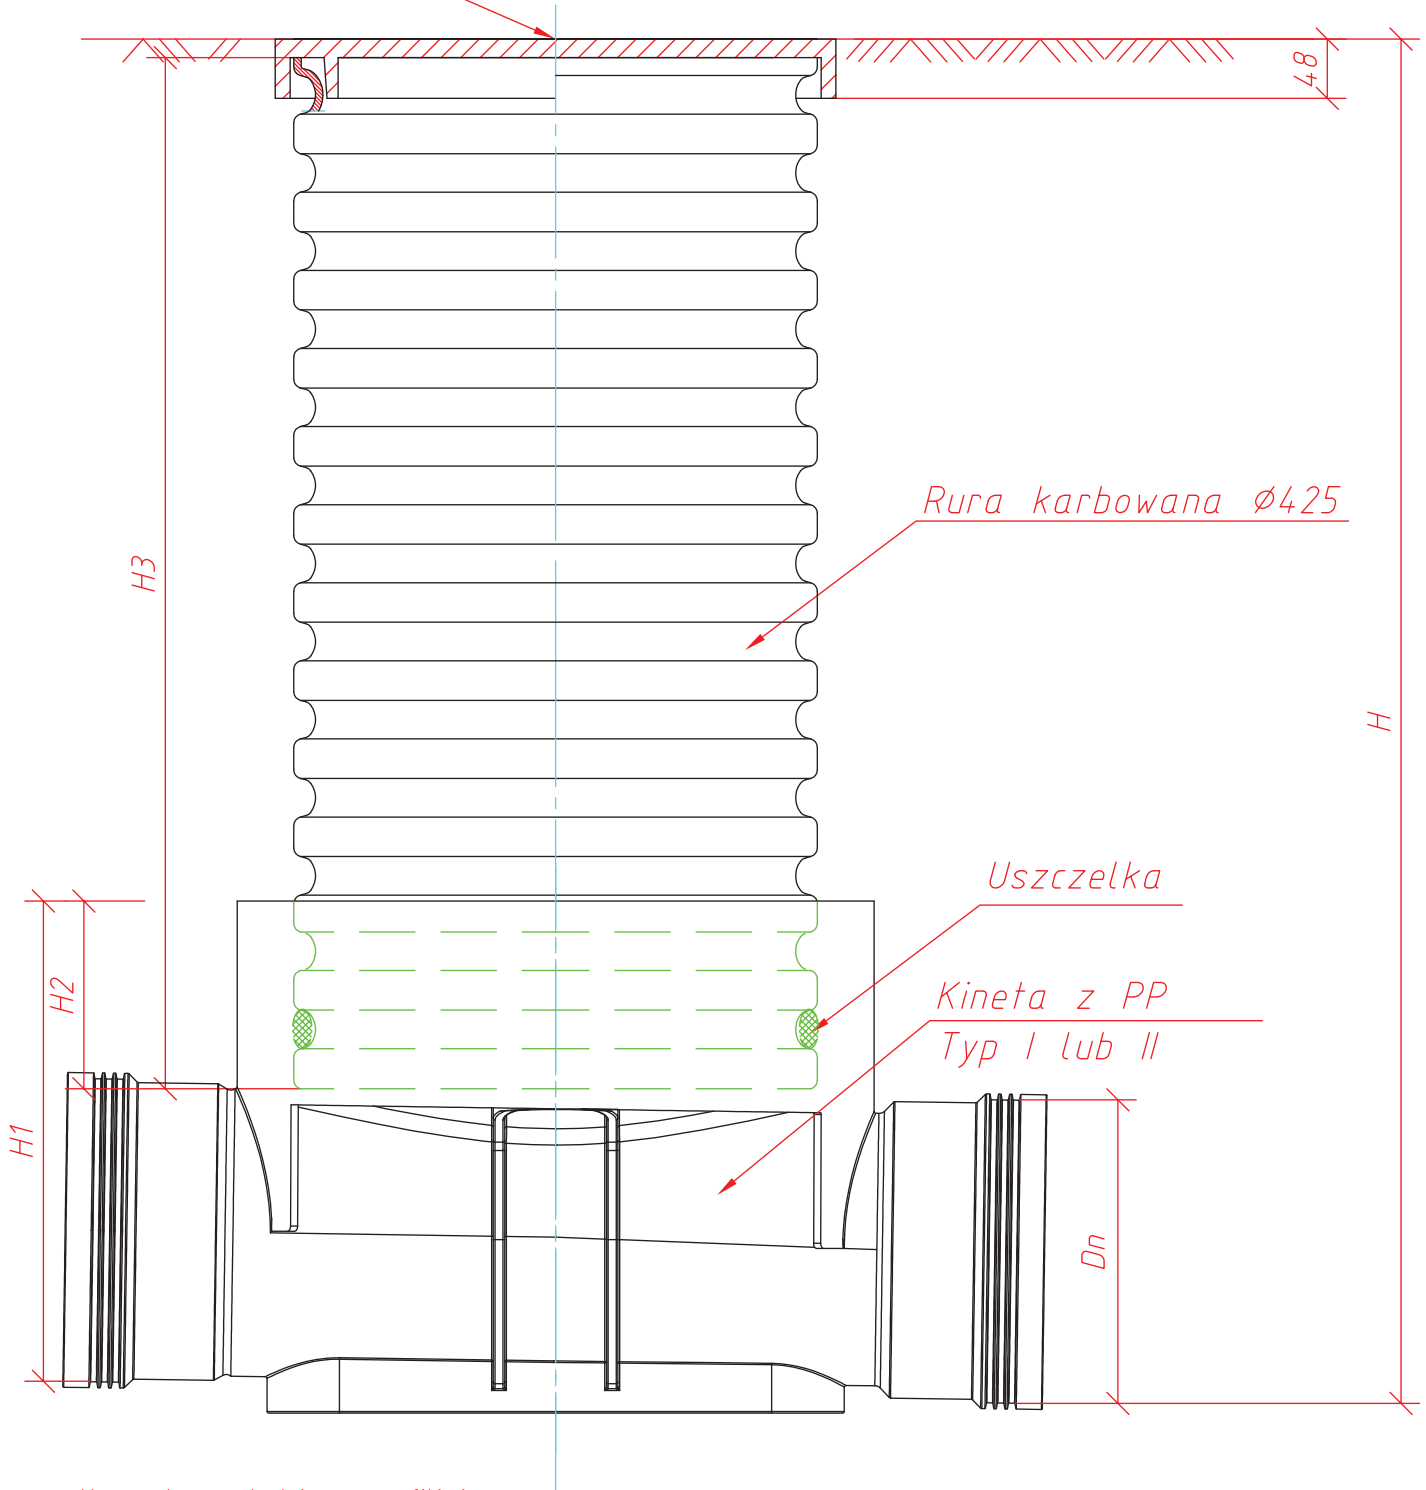 48
Rura karbowana Ø425
H3
H
Uszczelka
H2
Kineta z PP
Typ I lub II
H1
Dn